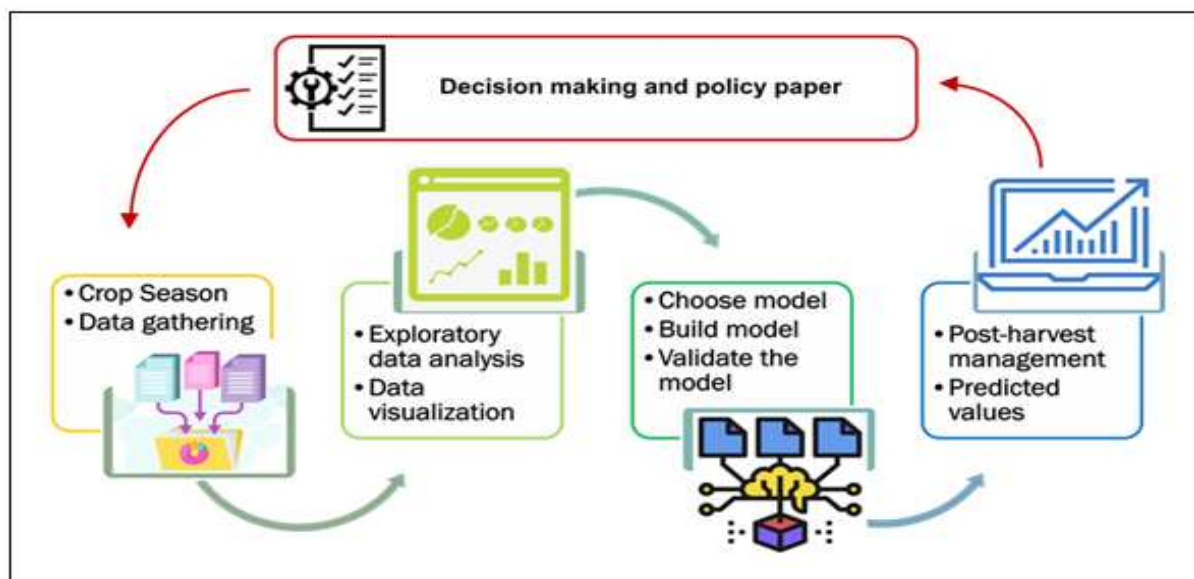 Decision making and policy paper
• Crop Season
• Data gathering
• Exploratory
data analysis
• Data
visualization
• Choose model
• Build model
• Validate the
model
• Post-harvest
management
• Predicted
values